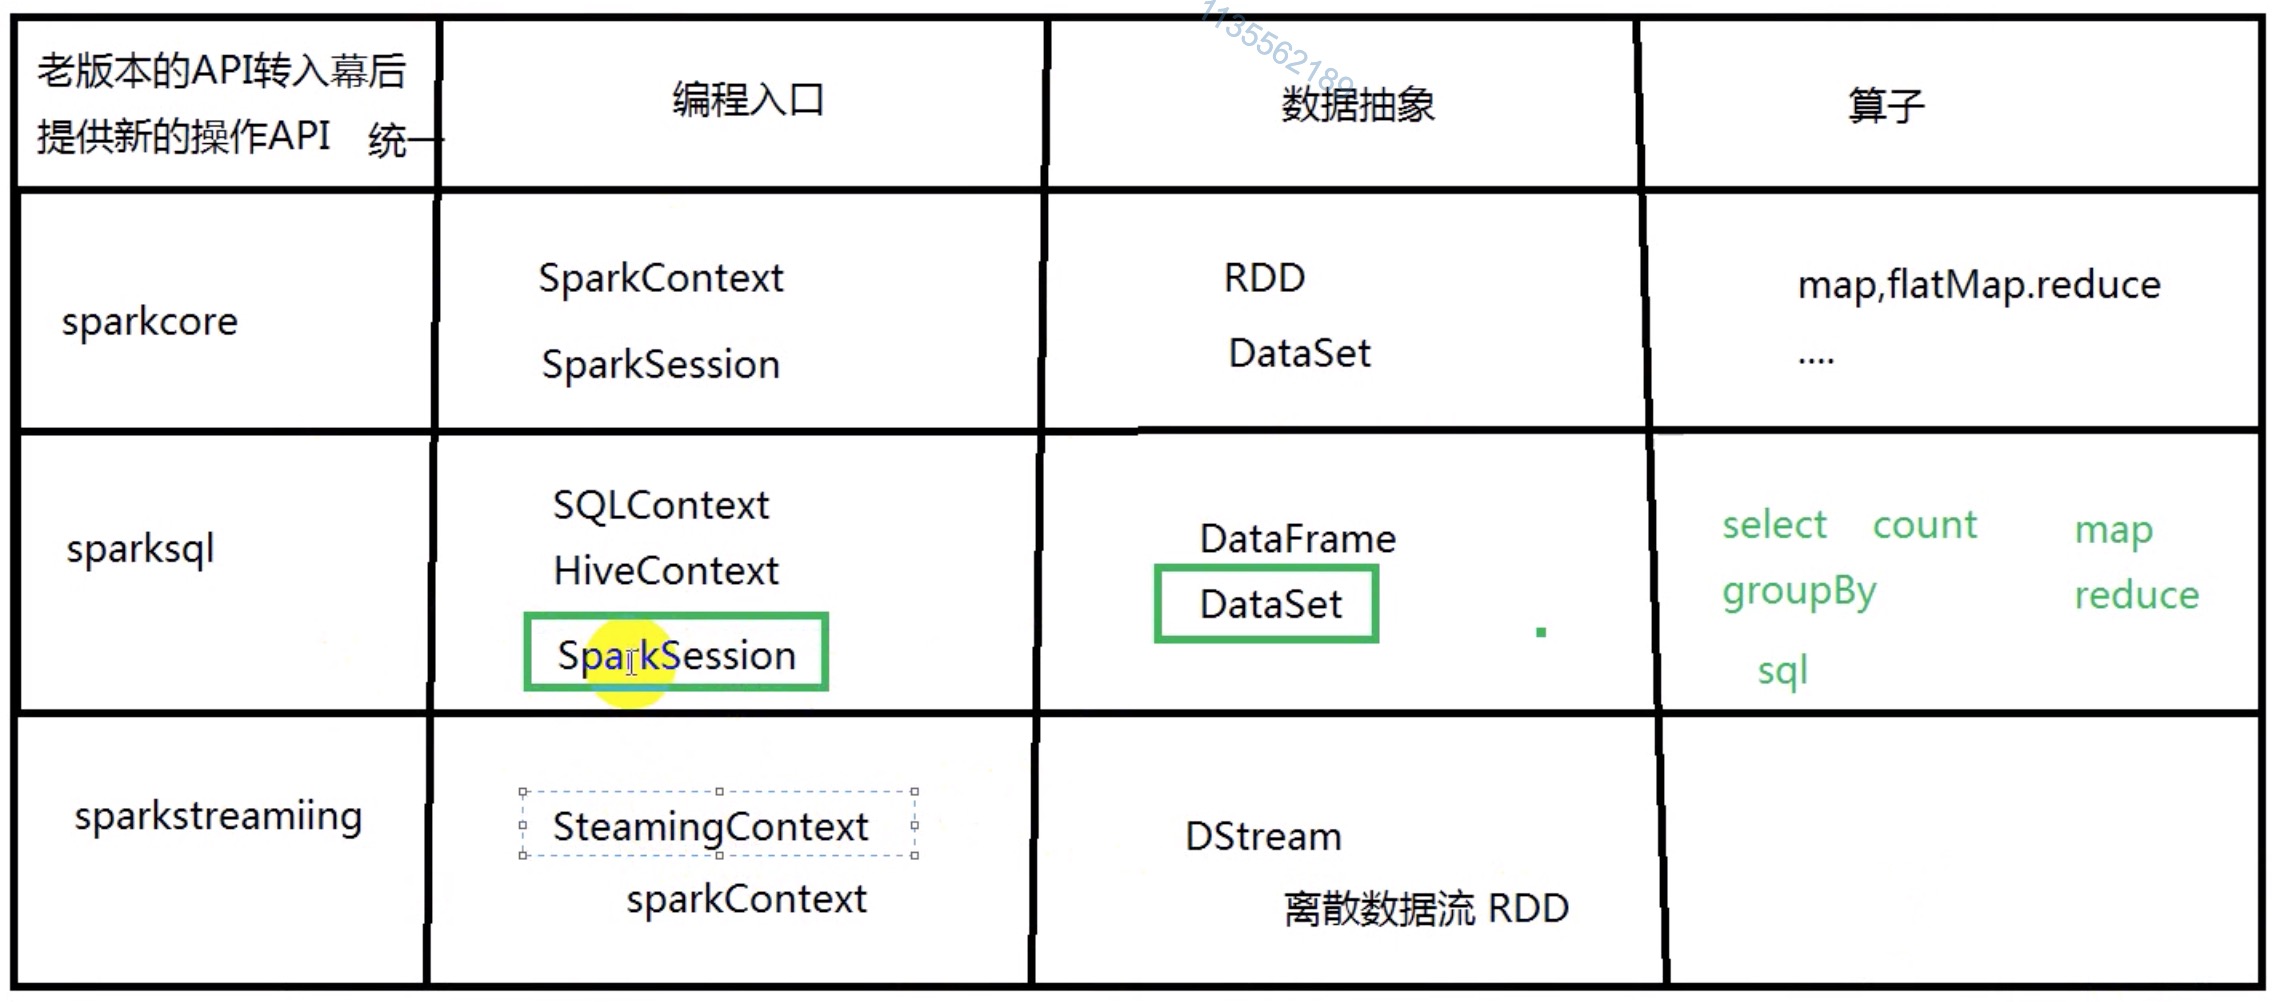 1135562189
老版本的API转入幕后
提供新的操作API 统一
编程入口
数据抽象
算子
sparkcore
SparkContext
SparkSession
RDD
DataSet
map,flatMap.reduce
....
sparksql
SQLContext
HiveContext
SparkSession
DataFrame
DataSet
select count map
groupBy reduce
sql
sparkstreamiing
SteamingContext
sparkContext
DStream
离散数据流 RDD